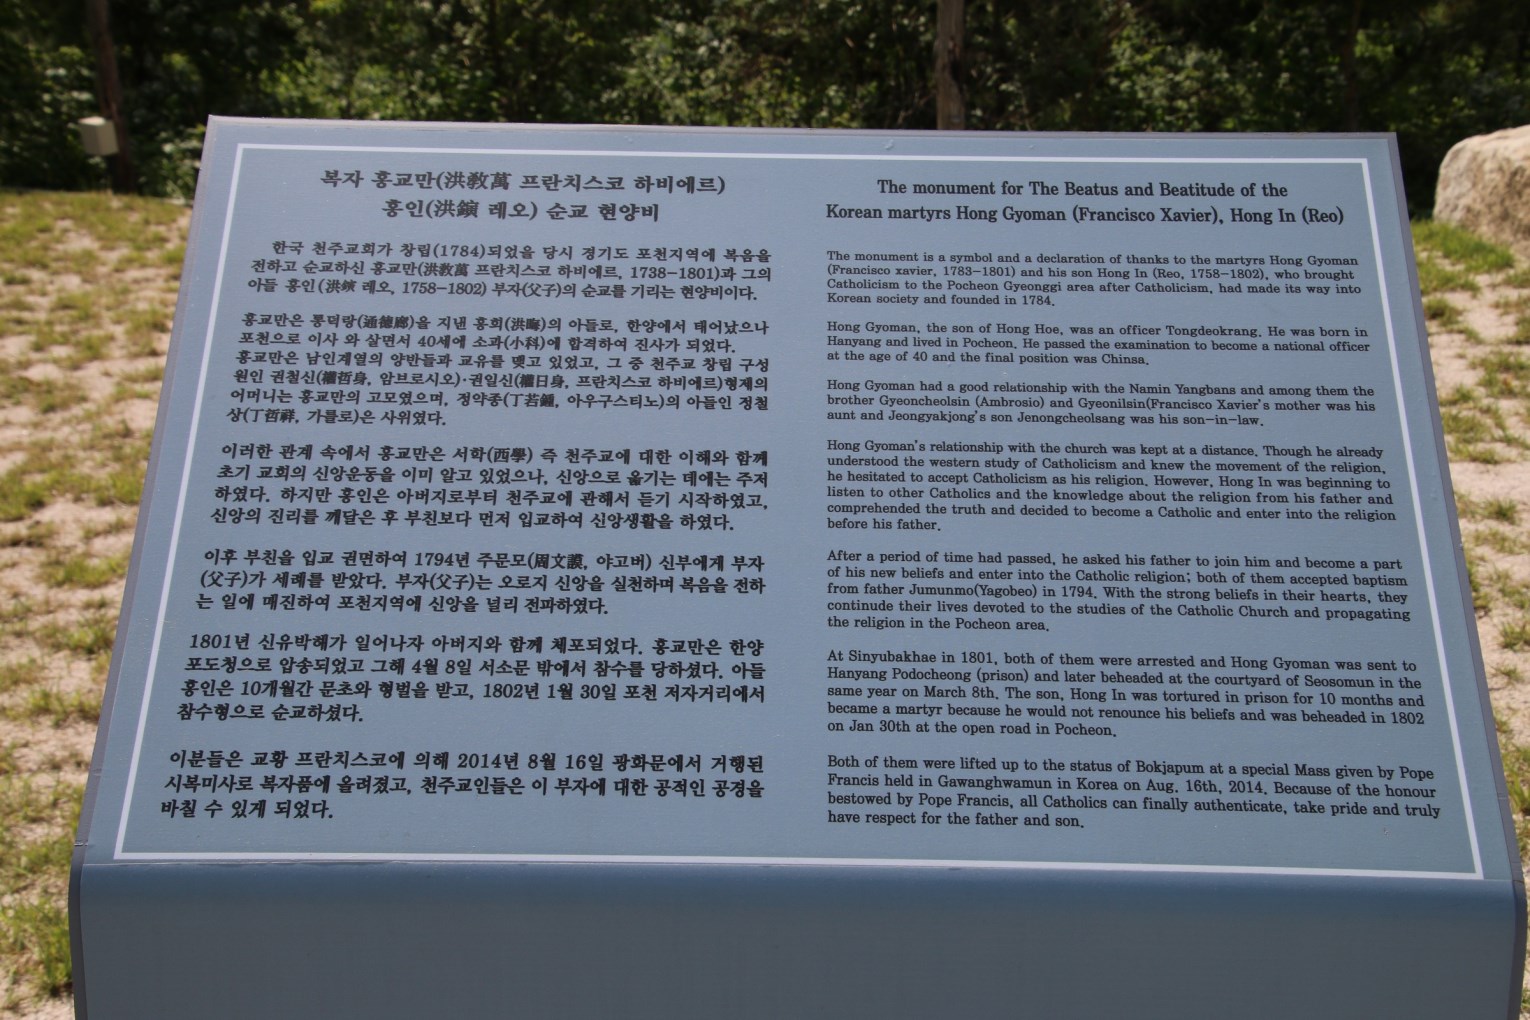 복자 홍교만(洪敎萬 프란치스코 하비에르)
홍인(洪鎭 레오) 순교 현양비
한국 천주교회가 창립(1784)되었을 당시 경기도 포천지역에 복음을
전하고 순교하신 홍교만(洪敎萬 프란치스코 하비에르, 1738-1801)과 그의
아들 홍인(洪鎭 레오, 1758-1802) 부자(父子)의 순교를 기리는 현양비이다.
홍교만은 통덕랑(通德郞)을 지낸 홍회(洪晦)의 아들로, 한양에서 태어났으나
포천으로 이사 와 살면서 40세에 소과(小科)에 합격하여 진사가 되었다.
홍교만은 남인계열의 양반들과 교유를 맺고 있었고, 그 중 천주교 창립 구성
원인 권철신(權哲身, 암브로시오)·권일신(權日身, 프란치스코 하비에르)형제의
어머니는 홍교만의 고모였으며, 정약종(丁若鍾, 아우구스티노)의 아들인 정철
상(丁哲祥, 가를로)은 사위였다.
이러한 관계 속에서 홍교만은 서학(西學) 즉 천주교에 대한 이해와 함께
초기 교회의 신앙운동을 이미 알고 있었으나, 신앙으로 옮기는 데에는 주저
하였다. 하지만 홍인은 아버지로부터 천주교에 관해서 듣기 시작하였고,
신앙의 진리를 깨달은 후 부친보다 먼저 입교하여 신앙생활을 하였다.
이후 부친을 입교 권면하여 1794년 주문모(周文謨, 야고버) 신부에게 부자
(父子)가 세례를 받았다. 부자(父子)는 오로지 신앙을 실천하며 복음을 전하
는 일에 매진하여 포천지역에 신앙을 널리 전파하였다.
1801년 신유박해가 일어나자 아버지와 함께 체포되었다. 홍교만은 한양
포도청으로 압송되었고 그해 4월 8일 서소문 밖에서 참수를 당하셨다. 아들
홍인은 10개월간 문초와 형벌을 받고, 1802년 1월 30일 포천 저자거리에서
참수형으로 순교하셨다.
이분들은 교황 프란치스코에 의해 2014년 8월 16일 광화문에서 거행된
시복미사로 복자품에 올려졌고, 천주교인들은 이 부자에 대한 공적인 공경을
바칠 수 있게 되었다.
The monument for The Beatus and Beatitude of the
Korean martyrs Hong Gyoman (Francisco Xavier), Hong In (Reo)
The monument is a symbol and a declaration of thanks to the martyrs Hong Gyoman
(Francisco xavier, 1783-1801) and his son Hong In (Reo, 1758-1802), who brought
Catholicism to the Pocheon Gyeonggi area after Catholicism, had made its way into
Korean society and founded in 1784.
Hong Gyoman, the son of Hong Hoe, was an officer Tongdeokrang. He was born in
Hanyang and lived in Pocheon. He passed the examination to become a national officer
at the age of 40 and the final position was Chinsa.
Hong Gyoman had a good relationship with the Namin Yangbans and among them the
brother Gyeoncheolsin (Ambrosio) and Gyeonilsin(Francisco Xavier's mother was his
aunt and Jeongyakjong's son Jenongcheolsang was his son-in-law.
Hong Gyoman's relationship with the church was kept at a distance. Though he already
understood the western study of Catholicism and knew the movement of the religion,
he hesitated to accept Catholicism as his religion. However, Hong In was beginning to
listen to other Catholics and the knowledge about the religion from his father and
comprehended the truth and decided to become a Catholic and enter into the religion
before his father.
After a period of time had passed, he asked his father to join him and become a part
of his new beliefs and enter into the Catholic religion; both of them accepted baptism
from father Jumunmo(Yagobeo) in 1794. With the strong beliefs in their hearts, they
continude their lives devoted to the studies of the Catholic Church and propagating
the religion in the Pocheon area.
At Sinyubakhae in 1801, both of them were arrested and Hong Gyoman was sent to
Hanyang Podocheong (prison) and later beheaded at the courtyard of Seosomun in the
same year on March 8th. The son, Hong In was tortured in prison for 10 months and
became a martyr because he would not renounce his beliefs and was beheaded in 1802
on Jan 30th at the open road in Pocheon.
Both of them were lifted up to the status of Bokjapum at a special Mass given by Pope
Francis held in Gawanghwamun in Korea on Aug. 16th, 2014. Because of the honour
bestowed by Pope Francis, all Catholics can finally authenticate, take pride and truly
have respect for the father and son.